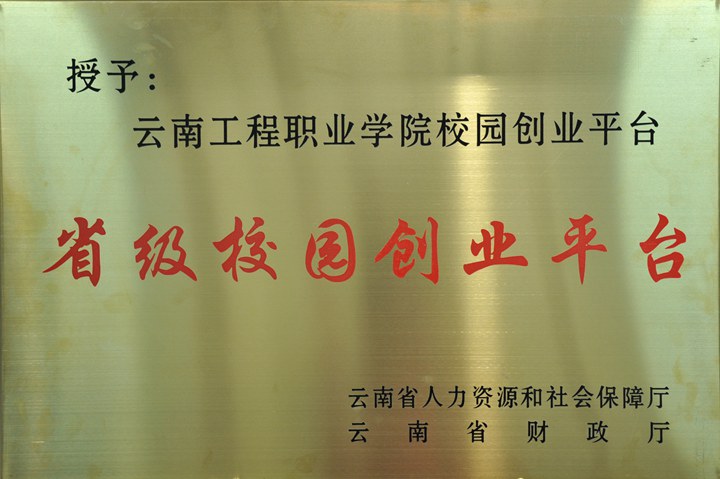 授予：
云南工程职业学院校园创业平台
省级校园创业平台
云南省人力资源和社会保障厅
云南省财政厅